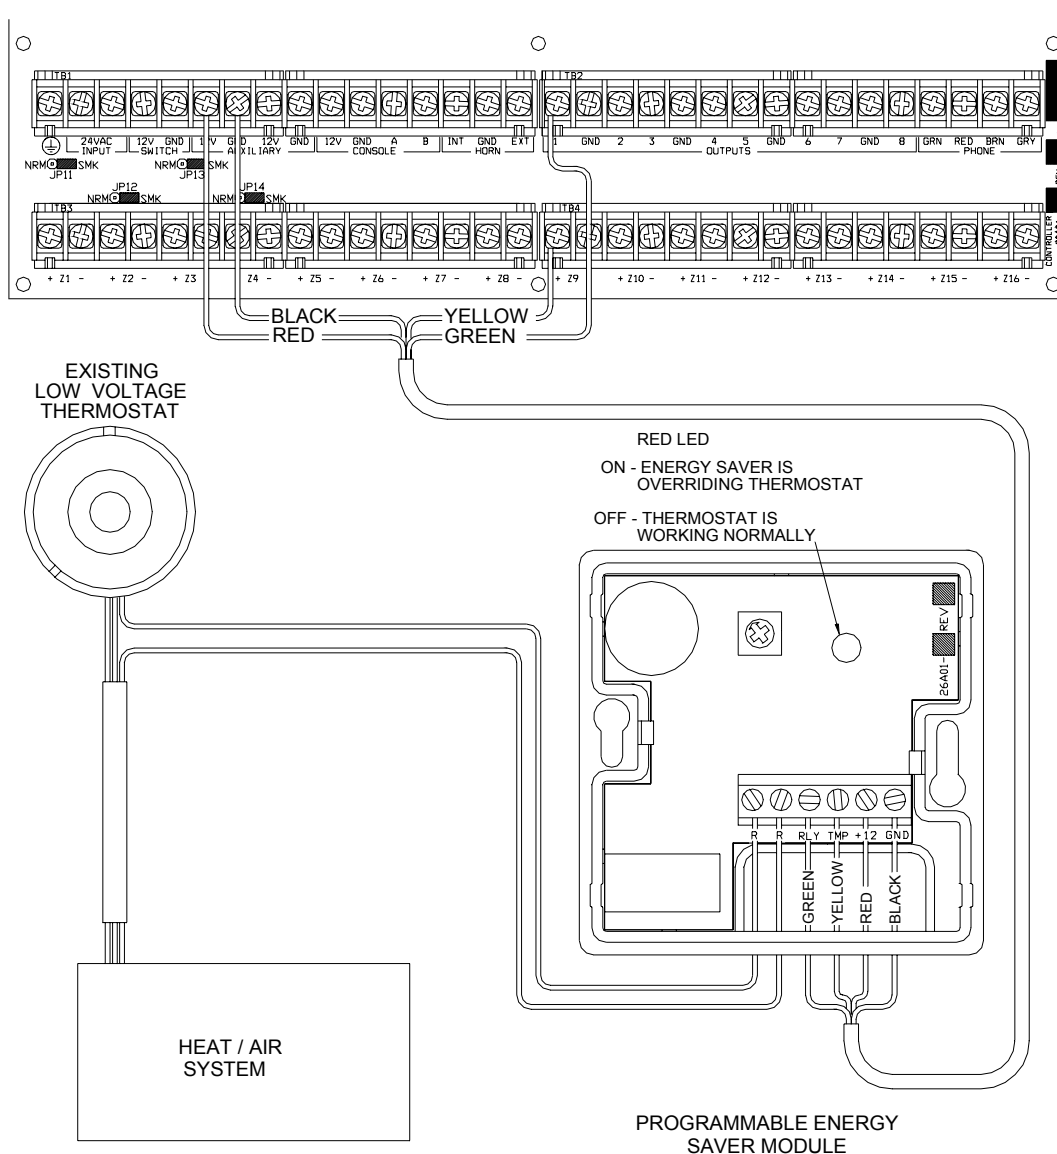 TB1 TB2
24VAC 12V GND 12V GND 12V GND 12V GND A B INT GND EXT 1 GND 2 3 GND 4 5 GND 6 7 GND 8 GRN RED BRN GRY
INPUT SWITCH AUXILIARY CONSOLE HORN OUTPUTS PHONE
NRM SMK NRM SMK
JP11 JP13
JP12 JP14
NRM SMK NRM SMK
TB3 TB4
+ Z1 - + Z2 - + Z3 Z4 - + Z5 - + Z6 - + Z7 - + Z8 - + Z9 + Z10 - + Z11 - + Z12 - + Z13 - + Z14 - + Z15 - + Z16 -
CONTROLLER
BLACK YELLOW
RED GREEN
EXISTING
LOW VOLTAGE
THERMOSTAT
RED LED
ON - ENERGY SAVER IS
OVERRIDING THERMOSTAT
OFF - THERMOSTAT IS
WORKING NORMALLY
REV
26A01-
R R RLY TMP +12 GND
GREEN
YELLOW
RED
BLACK
HEAT / AIR
SYSTEM
PROGRAMMABLE ENERGY
SAVER MODULE